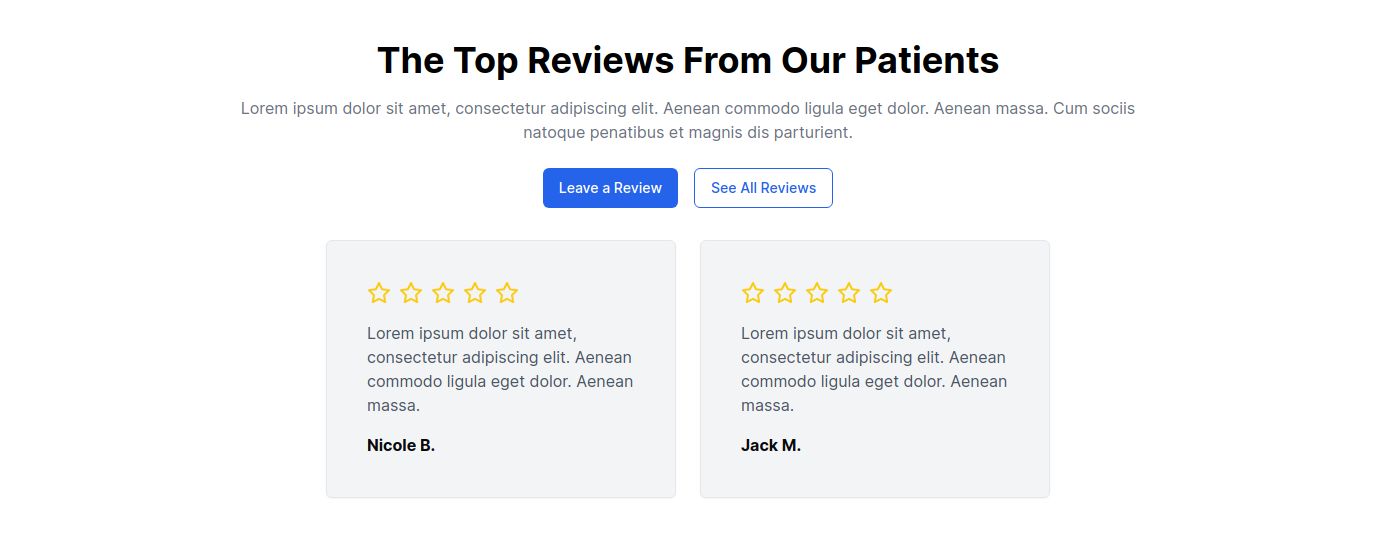 The Top Reviews From Our Patients
Lorem ipsum dolor sit amet, consectetur adipiscing elit. Aenean commodo ligula eget dolor. Aenean massa. Cum sociis
natoque penatibus et magnis dis parturient.
Leave a Review
See All Reviews
Lorem ipsum dolor sit amet,
consectetur adipiscing elit. Aenean
commodo ligula eget dolor. Aenean
massa.
Nicole B.
Lorem ipsum dolor sit amet,
consectetur adipiscing elit. Aenean
commodo ligula eget dolor. Aenean
massa.
Jack M.